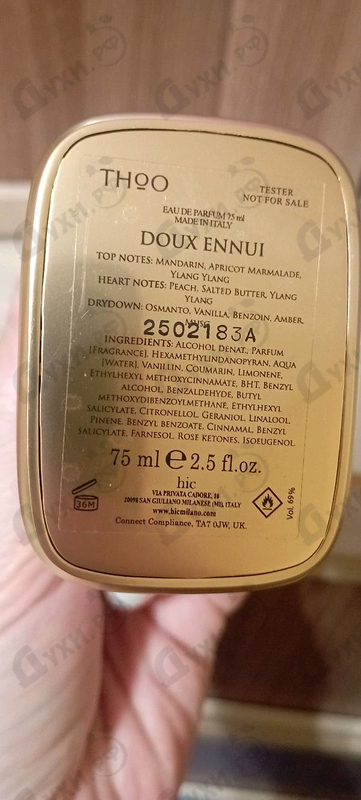 THoO
TESTER
NOT FOR SALE
EAU DE PARFUM 75 ml
MADE IN ITALY
DOUX ENNUI
TOP NOTES: MANDARIN, APRICOT MARMALADE,
YLANG YLANG
HEART NOTES: PEACH, SALTED BUTTER, YLANG
YLANG
DRYDOWN: OSMANTO, VANILLA, BENZOIN, AMBER,
2502183A
INGREDIENTS: ALCOHOL DENAT., PARFUM
(FRAGRANCE), HEXAMETHYLINDANOPYRAN, AQUA
(WATER), VANILLIN, COUMARIN, LIMONENE,
ETHYLHEXYL METHOXYCINNAMATE, BHT, BENZYL
ALCOHOL, BENZALDEHYDE, BUTYL
METHOXYDIBENZOYLMETHANE, ETHYLHEXYL
SALICYLATE, CITRONELLOL, GERANIOL, LINALOOL,
PINENE, BENZYL BENZOATE, CINNAMAL, BENZYL
SALICYLATE, FARNESOL, ROSE KETONES, ISOEUGENOL.
75 ml e 2.5 fl.oz.
hic
VIA PRIVATA CADORE, 10
20098 SAN GIULIANO MILANESE (MI), ITALY
www.hicmilano.com
Connect Compliance, TA7 0JW, UK.
36M
Vol. 69%
Духи.рф